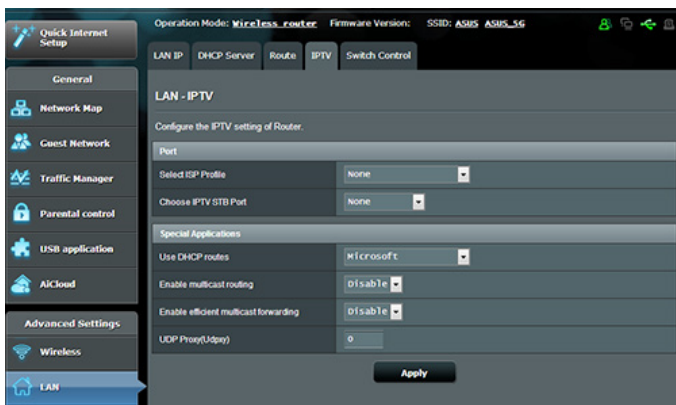 Quick Internet
Setup
Operation Mode: Wireless router Firmware Version: SSID: ASUS ASUS_5G
LAN IP DHCP Server Route IPTV Switch Control
General
Network Map
Guest Network
Traffic Manager
Parental control
USB application
AiCloud
Advanced Settings
Wireless
LAN
LAN - IPTV
Configure the IPTV setting of Router.
Port
Select ISP Profile None
Choose IPTV STB Port None
Special Applications
Use DHCP routes Microsoft
Enable multicast routing Disable
Enable efficient multicast forwarding Disable
UDP Proxy(Udpxy) 0
Apply